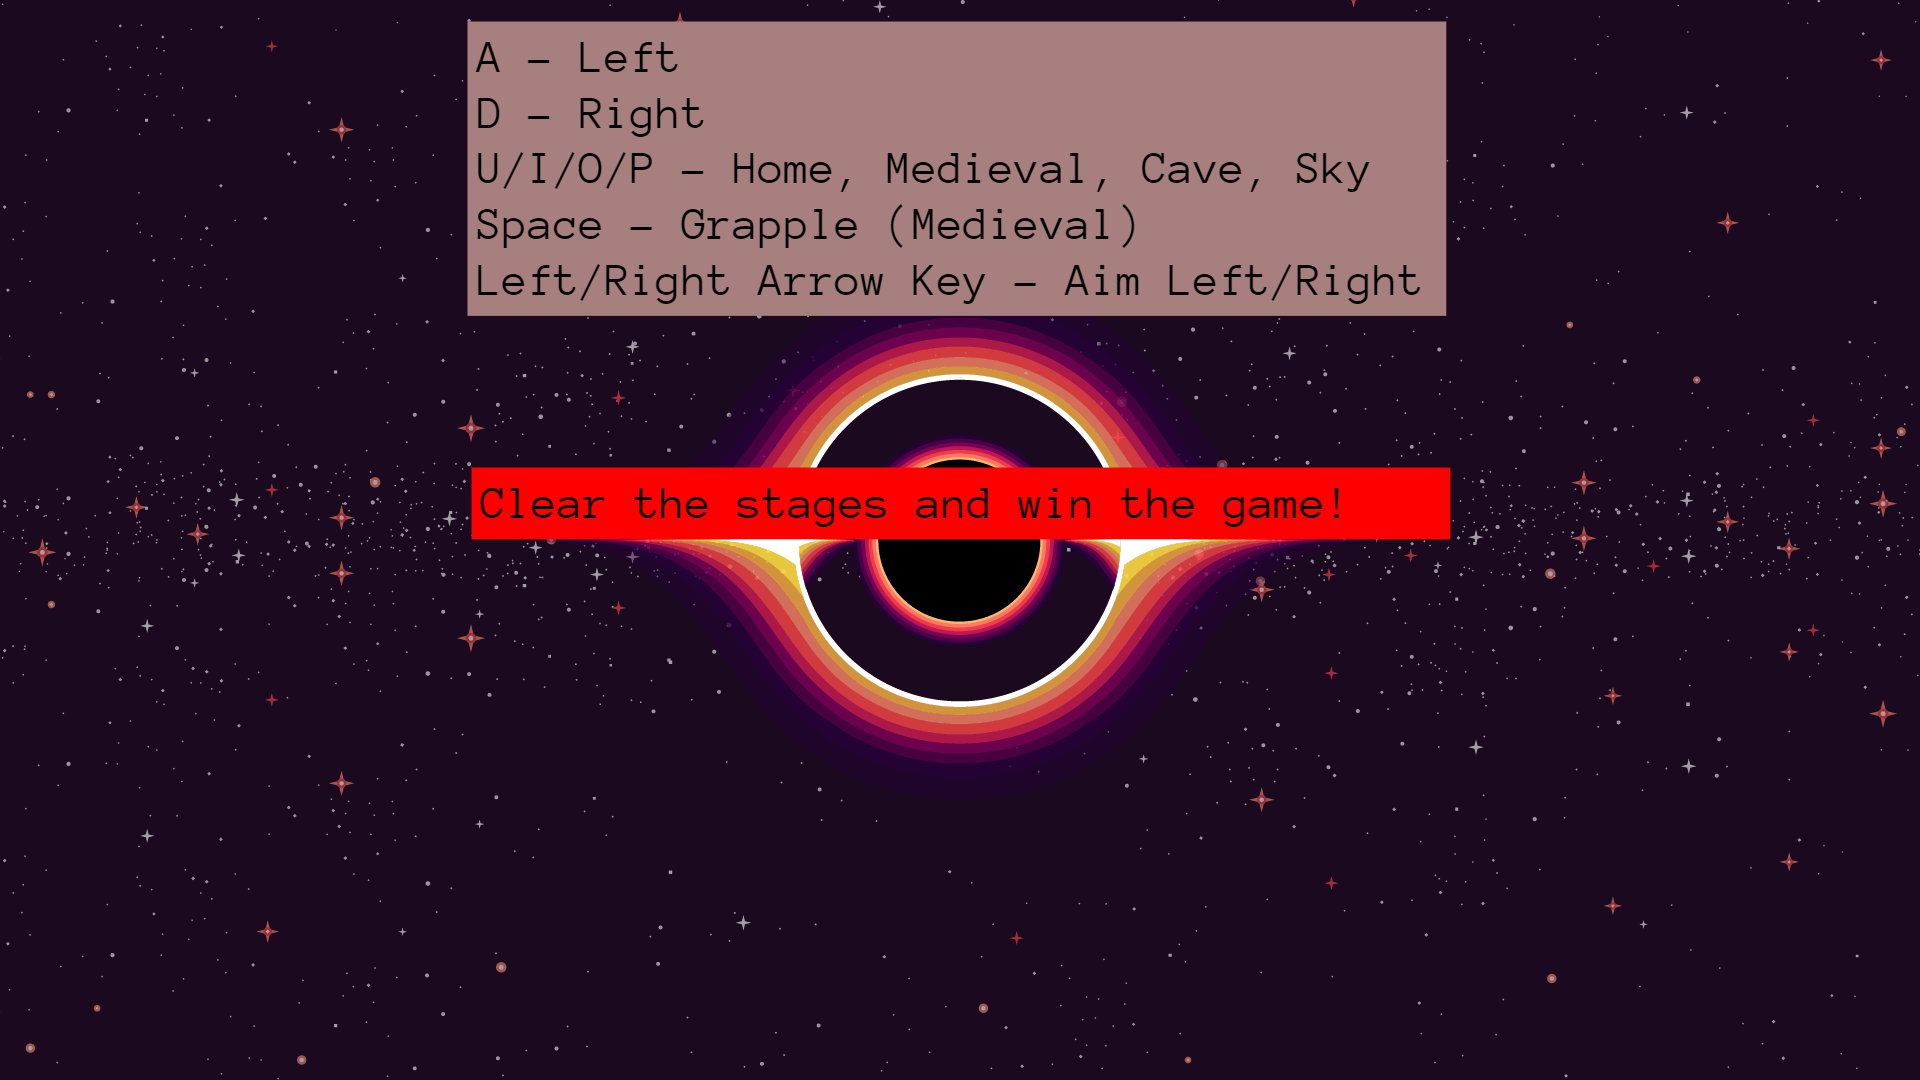 A - Left
D - Right
U/I/O/P - Home, Medieval, Cave, Sky
Space - Grapple (Medieval)
Left/Right Arrow Key - Aim Left/Right
Clear the stages and win the game!